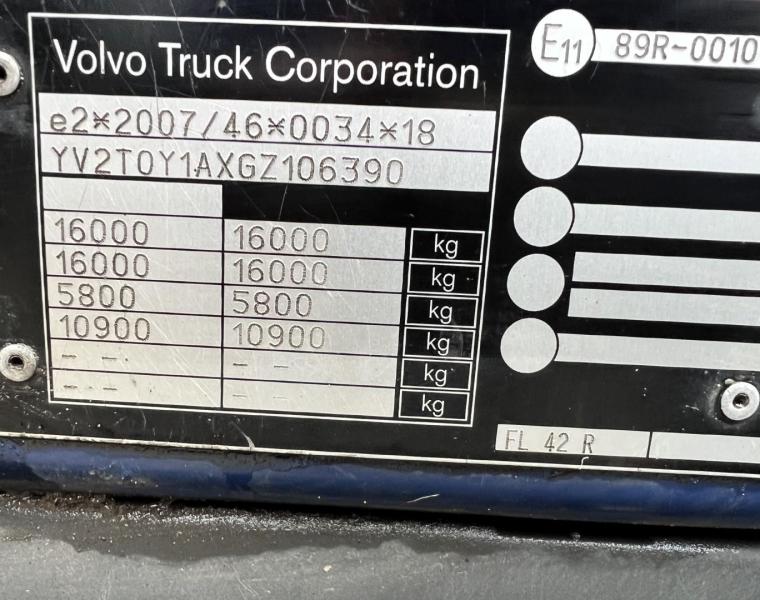 Volvo Truck Corporation
e2*2007/46*0034*18
YV2T0Y1AXGZ106390
16000 16000 kg
16000 16000 kg
5800 5800 kg
10900 10900 kg
- - - - kg
- - - - kg
E11 89R-0010
FL 42 R